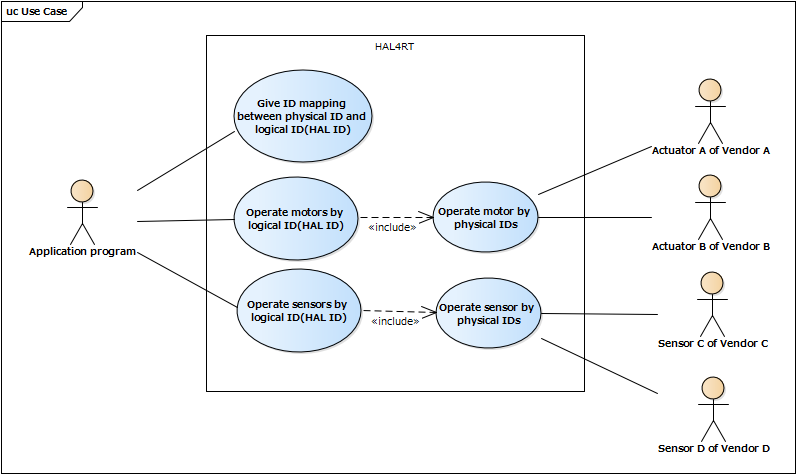 uc Use Case
HAL4RT
Give ID mapping
between physical ID and
logical ID(HAL ID)
Operate motors by
logical ID(HAL ID)
«include»
Operate motor by
physical IDs
Operate sensors by
logical ID(HAL ID)
«include»
Operate sensor by
physical IDs
Application program
Actuator A of Vendor A
Actuator B of Vendor B
Sensor C of Vendor C
Sensor D of Vendor D